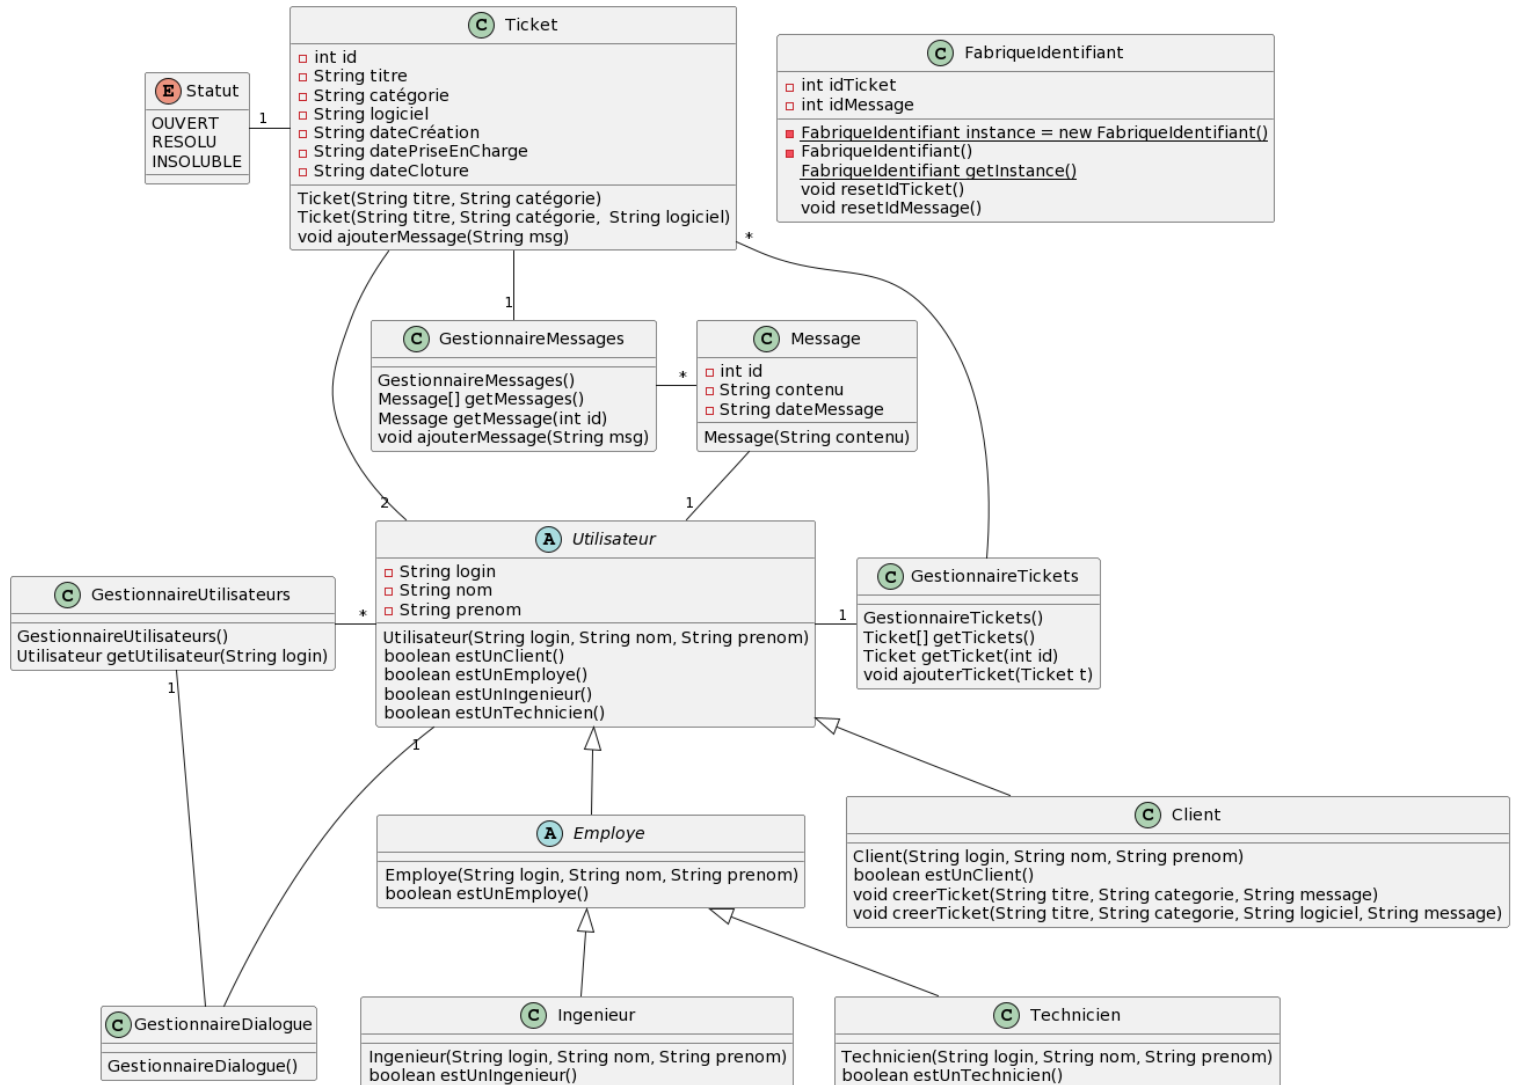 C Ticket
int id
String titre
String catégorie
String logiciel
String dateCréation
String datePriseEnCharge
String dateCloture
Ticket(String titre, String catégorie)
Ticket(String titre, String catégorie,  String logiciel)
void ajouterMessage(String msg)
C FabriqueIdentifiant
int idTicket
int idMessage
FabriqueIdentifiant instance = new FabriqueIdentifiant()
FabriqueIdentifiant()
FabriqueIdentifiant getInstance()
void resetIdTicket()
void resetIdMessage()
E Statut
OUVERT
RESOLU
INSOLUBLE
1
*
1
C GestionnaireMessages
GestionnaireMessages()
Message[] getMessages()
Message getMessage(int id)
void ajouterMessage(String msg)
*
C Message
int id
String contenu
String dateMessage
Message(String contenu)
2
1
A Utilisateur
String login
String nom
String prenom
Utilisateur(String login, String nom, String prenom)
boolean estUnClient()
boolean estUnEmploye()
boolean estUnIngenieur()
boolean estUnTechnicien()
C GestionnaireUtilisateurs
GestionnaireUtilisateurs()
Utilisateur getUtilisateur(String login)
*
1
C GestionnaireTickets
GestionnaireTickets()
Ticket[] getTickets()
Ticket getTicket(int id)
void ajouterTicket(Ticket t)
1
1
A Employe
Employe(String login, String nom, String prenom)
boolean estUnEmploye()
C Client
Client(String login, String nom, String prenom)
boolean estUnClient()
void creerTicket(String titre, String categorie, String message)
void creerTicket(String titre, String categorie, String logiciel, String message)
C GestionnaireDialogue
GestionnaireDialogue()
C Ingenieur
Ingenieur(String login, String nom, String prenom)
boolean estUnIngenieur()
C Technicien
Technicien(String login, String nom, String prenom)
boolean estUnTechnicien()